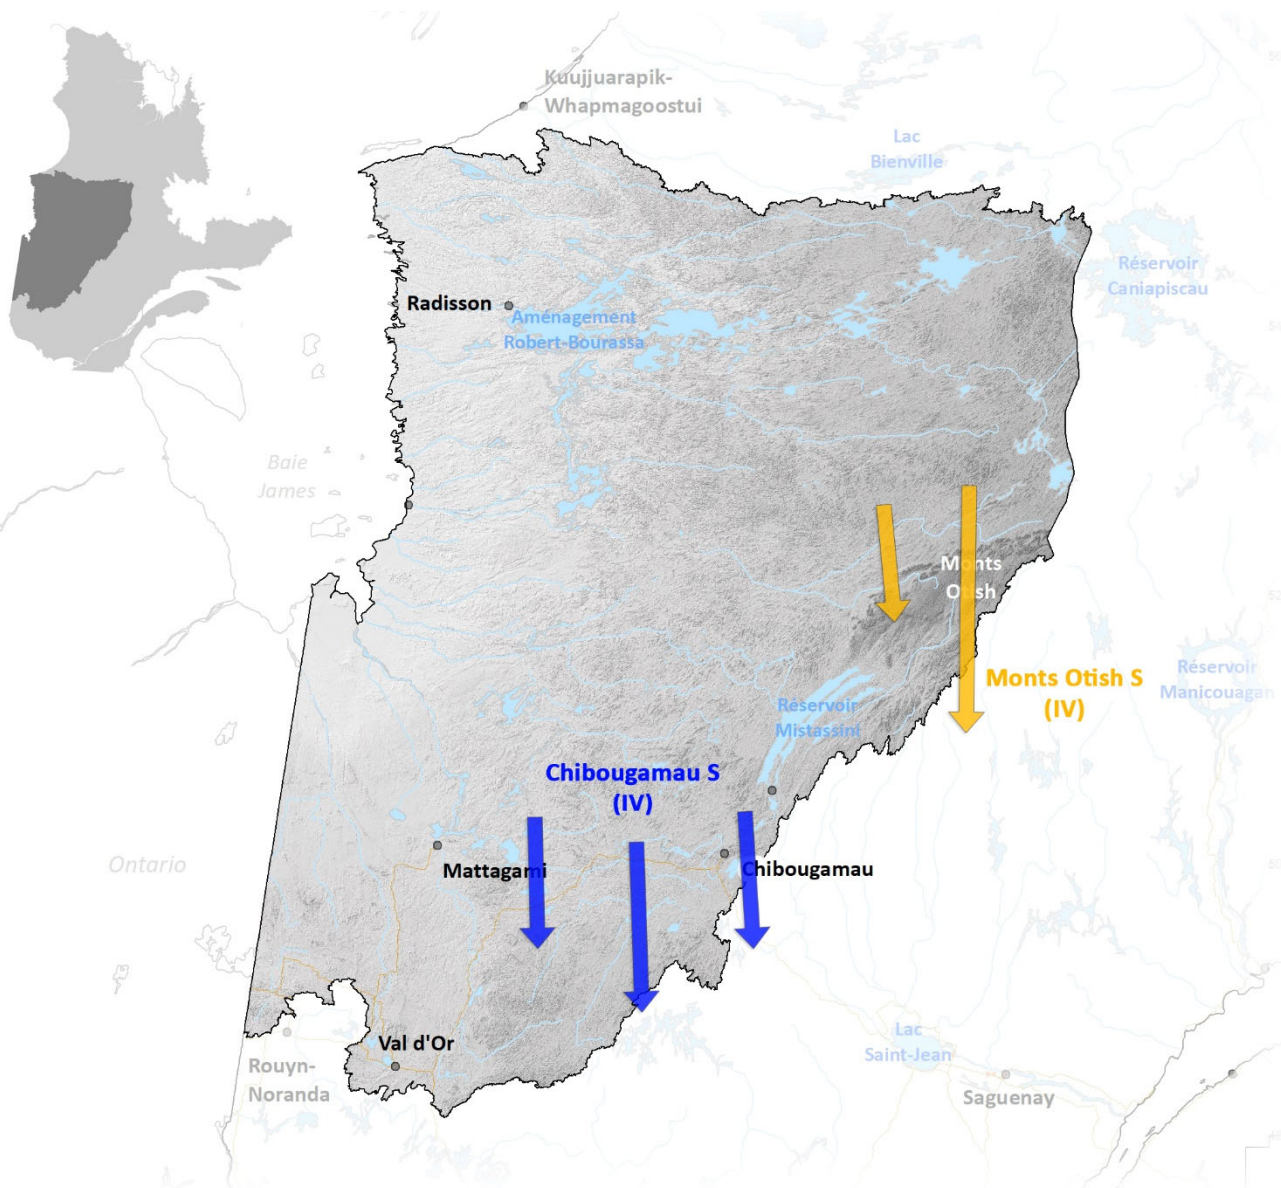 Kuujjuarapik-
Whapmagoostui
Lac
Bienville
Réservoir
Caniapiscau
Radisson
Aménagement
Robert-Bourassa
Baie
James
Monts
Otish
Monts Otish S
(IV)
Réservoir
Manicouagan
Réservoir
Mistassini
Chibougamau S
(IV)
Ontario
Mattagami
Chibougamau
Val d'Or
Rouyn-
Noranda
Lac
Saint-Jean
Saguenay